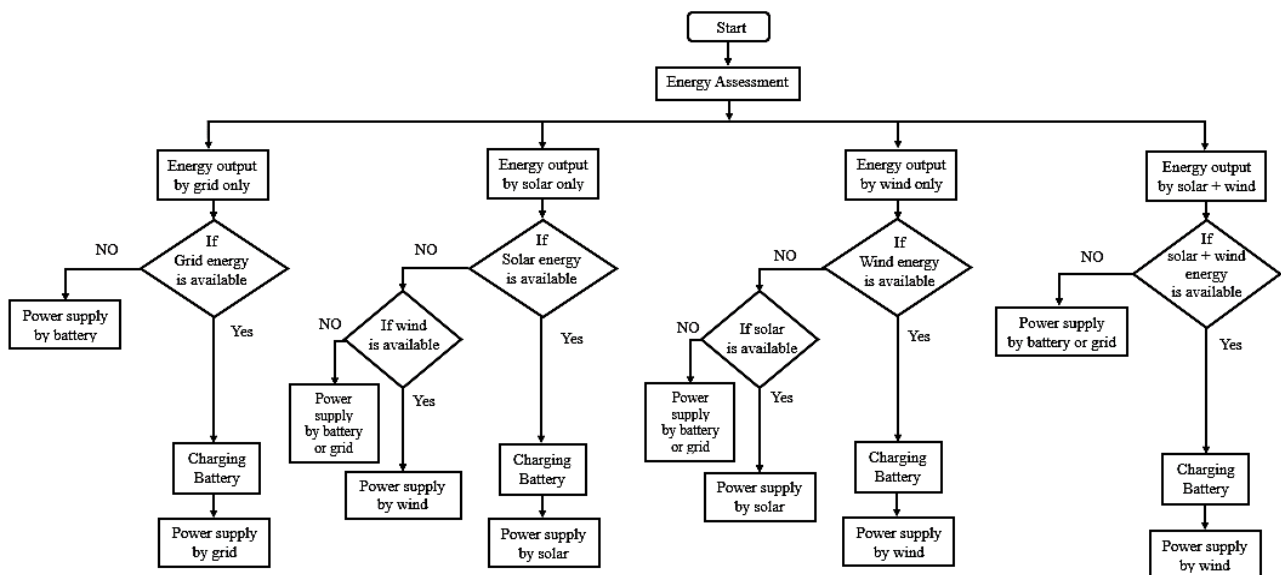 Start
Energy Assessment
Energy output
by grid only
Energy output
by solar only
Energy output
by wind only
Energy output
by solar + wind
NO
If
Grid energy
is available
Yes
Power supply
by battery
NO
If
Solar energy
is available
Yes
NO
If wind
is available
Yes
Power
supply
by battery
or grid
NO
If
Wind energy
is available
Yes
NO
If solar
is available
Yes
Power
supply
by battery
or grid
NO
If
solar + wind
energy
is available
Yes
Power supply
by battery or grid
Charging
Battery
Power supply
by grid
Power supply
by wind
Charging
Battery
Power supply
by solar
Power supply
by solar
Charging
Battery
Power supply
by wind
Charging
Battery
Power supply
by wind